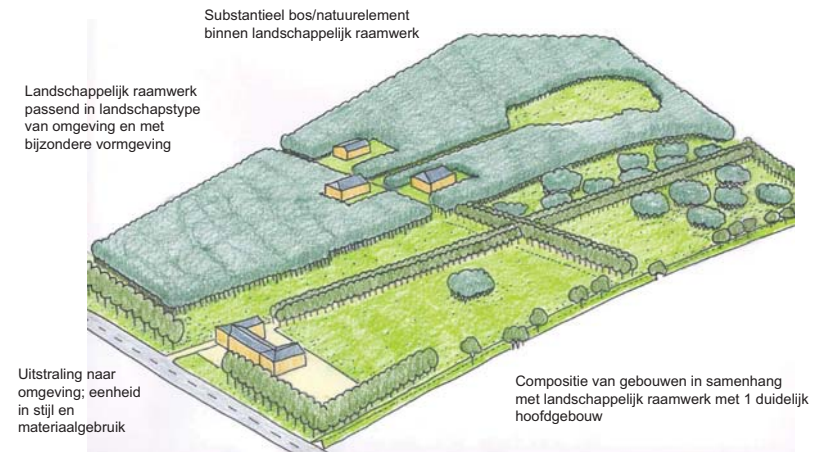 Substantieel bos/natuurelement
binnen landschappelijk raamwerk
Landschappelijk raamwerk
passend in landschapstype
van omgeving en met
bijzondere vormgeving
Uitstraling naar
omgeving; eenheid
in stijl en
materiaalgebruik
Compositie van gebouwen in samenhang
met landschappelijk raamwerk met 1 duidelijk
hoofdgebouw